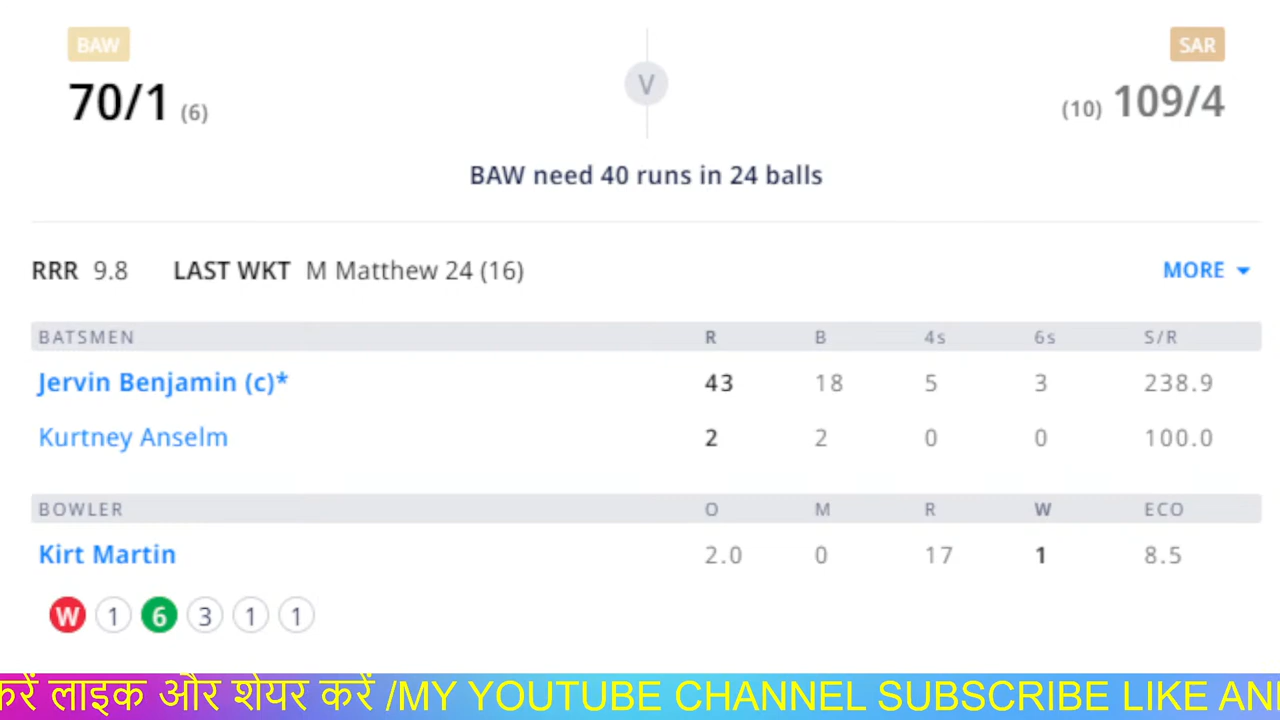 BAW SAR
70/1 (6) V (10) 109/4
BAW need 40 runs in 24 balls
RRR 9.8 LAST WKT M Matthew 24 (16) MORE
BATSMEN R B 4s 6s S/R
Jervin Benjamin (c)* 43 18 5 3 238.9
Kurtney Anselm 2 2 0 0 100.0
BOWLER O M R W ECO
Kirt Martin 2.0 0 17 1 8.5
W 1 6 3 1 1
करें लाइक और शेयर करें /MY YOUTUBE CHANNEL SUBSCRIBE LIKE AN